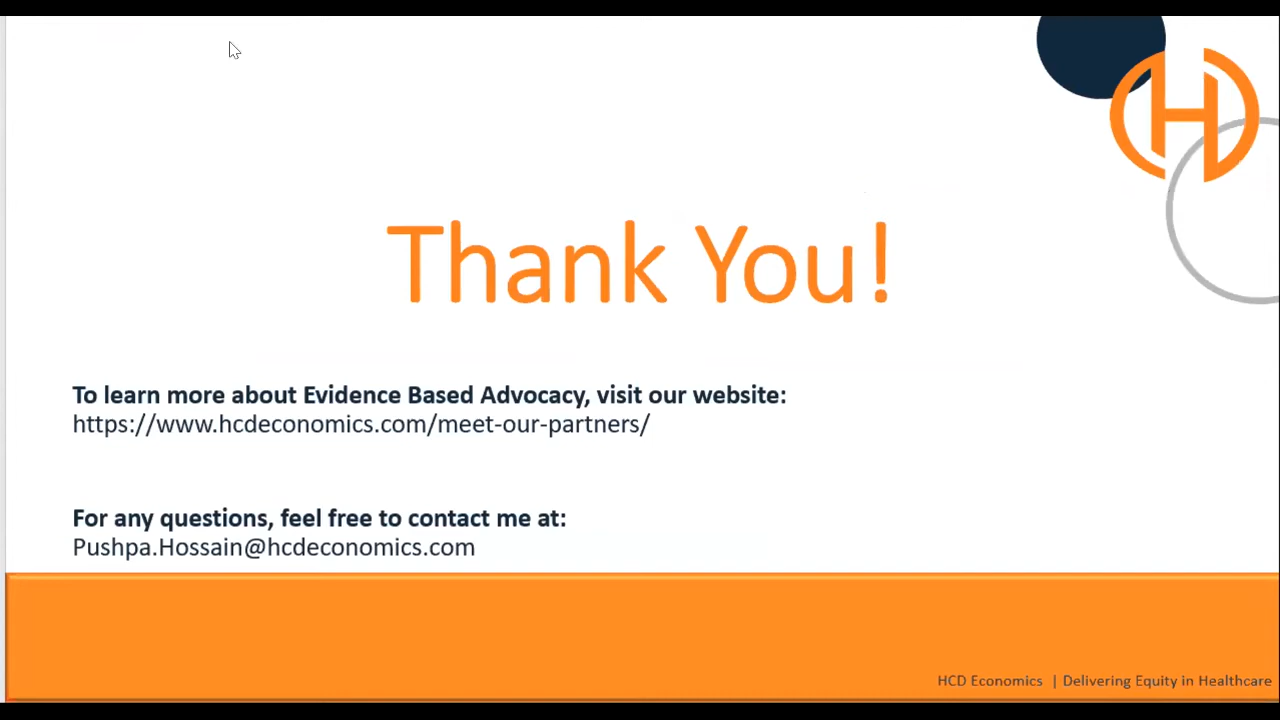 Thank You!
To learn more about Evidence Based Advocacy, visit our website:
https://www.hcdeconomics.com/meet-our-partners/
For any questions, feel free to contact me at:
Pushpa.Hossain@hcdeconomics.com
HCD Economics | Delivering Equity in Healthcare